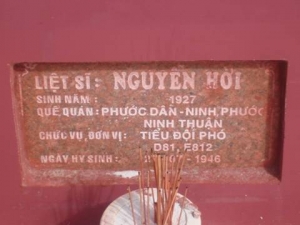 LIỆT SĨ: NGUYỄN HỜI
SINH NĂM: 1927
QUÊ QUÁN: PHƯỚC DÂN - NINH PHƯỚC
NINH THUẬN
CHỨC VỤ, ĐƠN VỊ: TIỂU ĐỘI PHÓ
D81, E812
NGÀY HY SINH: 1946